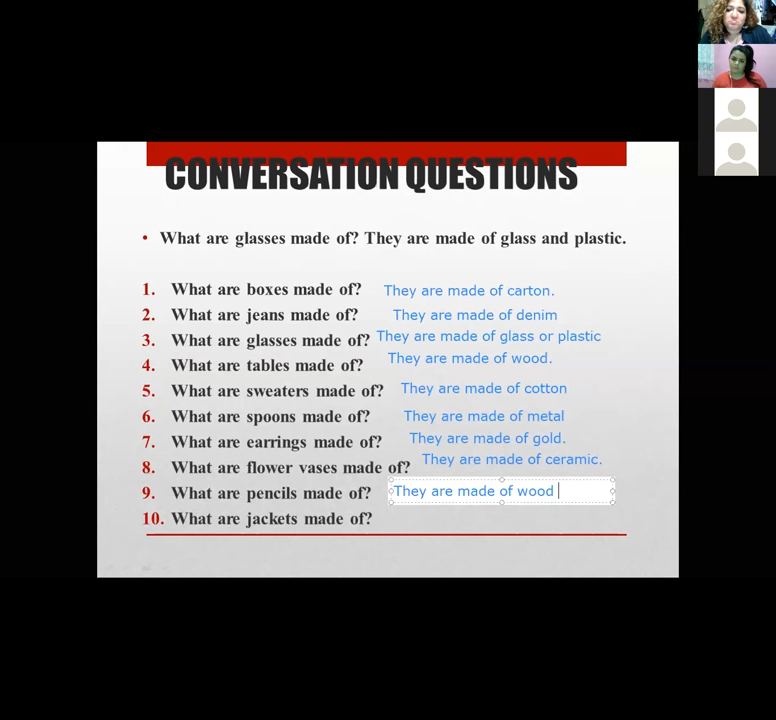 CONVERSATION QUESTIONS
• What are glasses made of? They are made of glass and plastic.
1. What are boxes made of? They are made of carton.
2. What are jeans made of? They are made of denim
3. What are glasses made of? They are made of glass or plastic
4. What are tables made of? They are made of wood.
5. What are sweaters made of? They are made of cotton
6. What are spoons made of? They are made of metal
7. What are earrings made of? They are made of gold.
8. What are flower vases made of? They are made of ceramic.
9. What are pencils made of? They are made of wood
10. What are jackets made of?